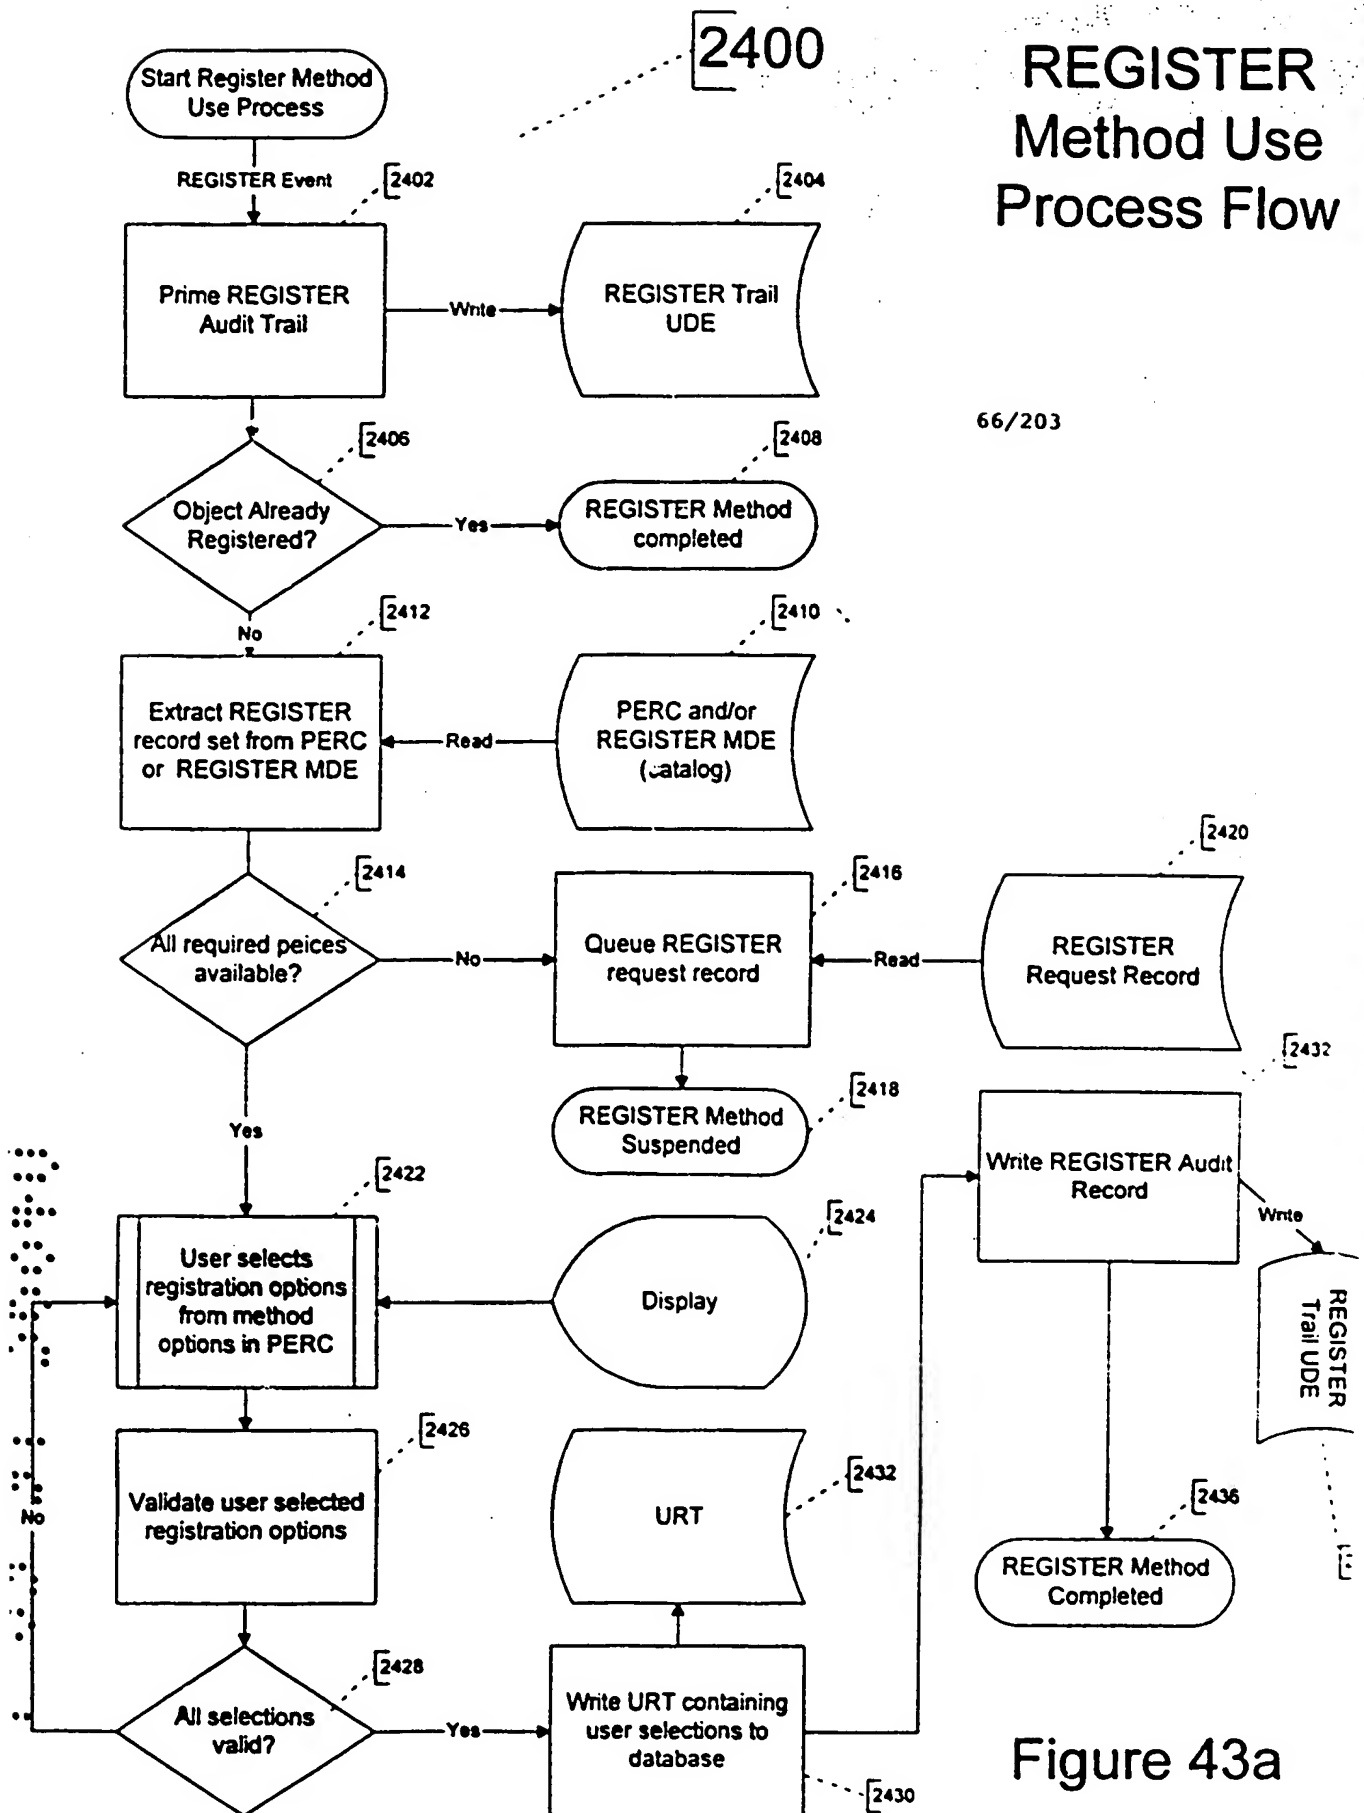 2400
REGISTER
Method Use
Process Flow
Start Register Method
Use Process
REGISTER Event
2402
2404
Prime REGISTER
Audit Trail
Write
REGISTER Trail
UDE
66/203
2406
2408
Object Already
Registered?
Yes
REGISTER Method
completed
No
2412
2410
Extract REGISTER
record set from PERC
or REGISTER MDE
Read
PERC and/or
REGISTER MDE
(catalog)
2414
2416
2420
All required peices
available?
No
Queue REGISTER
request record
Read
REGISTER
Request Record
Yes
2418
REGISTER Method
Suspended
2432
Write REGISTER Audit
Record
Write
REGISTER
Trail UDE
2422
2424
User selects
registration options
from method
options in PERC
Display
2426
2432
Validate user selected
registration options
URT
No
2436
REGISTER Method
Completed
2428
All selections
valid?
Yes
Write URT containing
user selections to
database
2430
Figure 43a